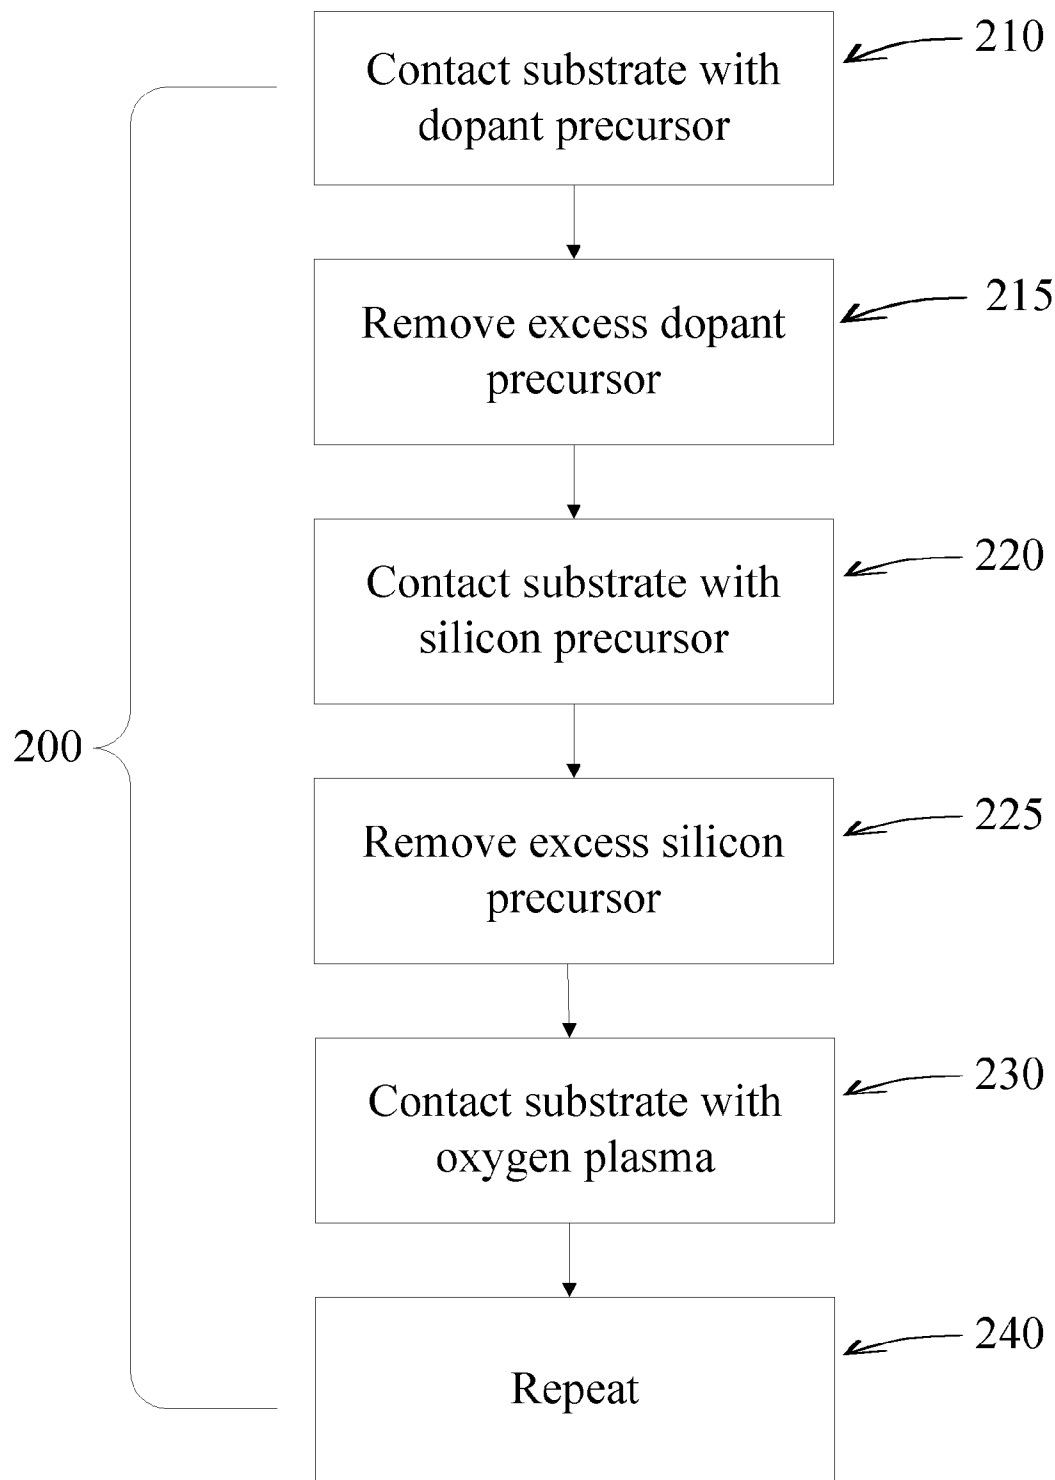 210
Contact substrate with
dopant precursor
215
Remove excess dopant
precursor
220
Contact substrate with
silicon precursor
200
225
Remove excess silicon
precursor
230
Contact substrate with
oxygen plasma
240
Repeat